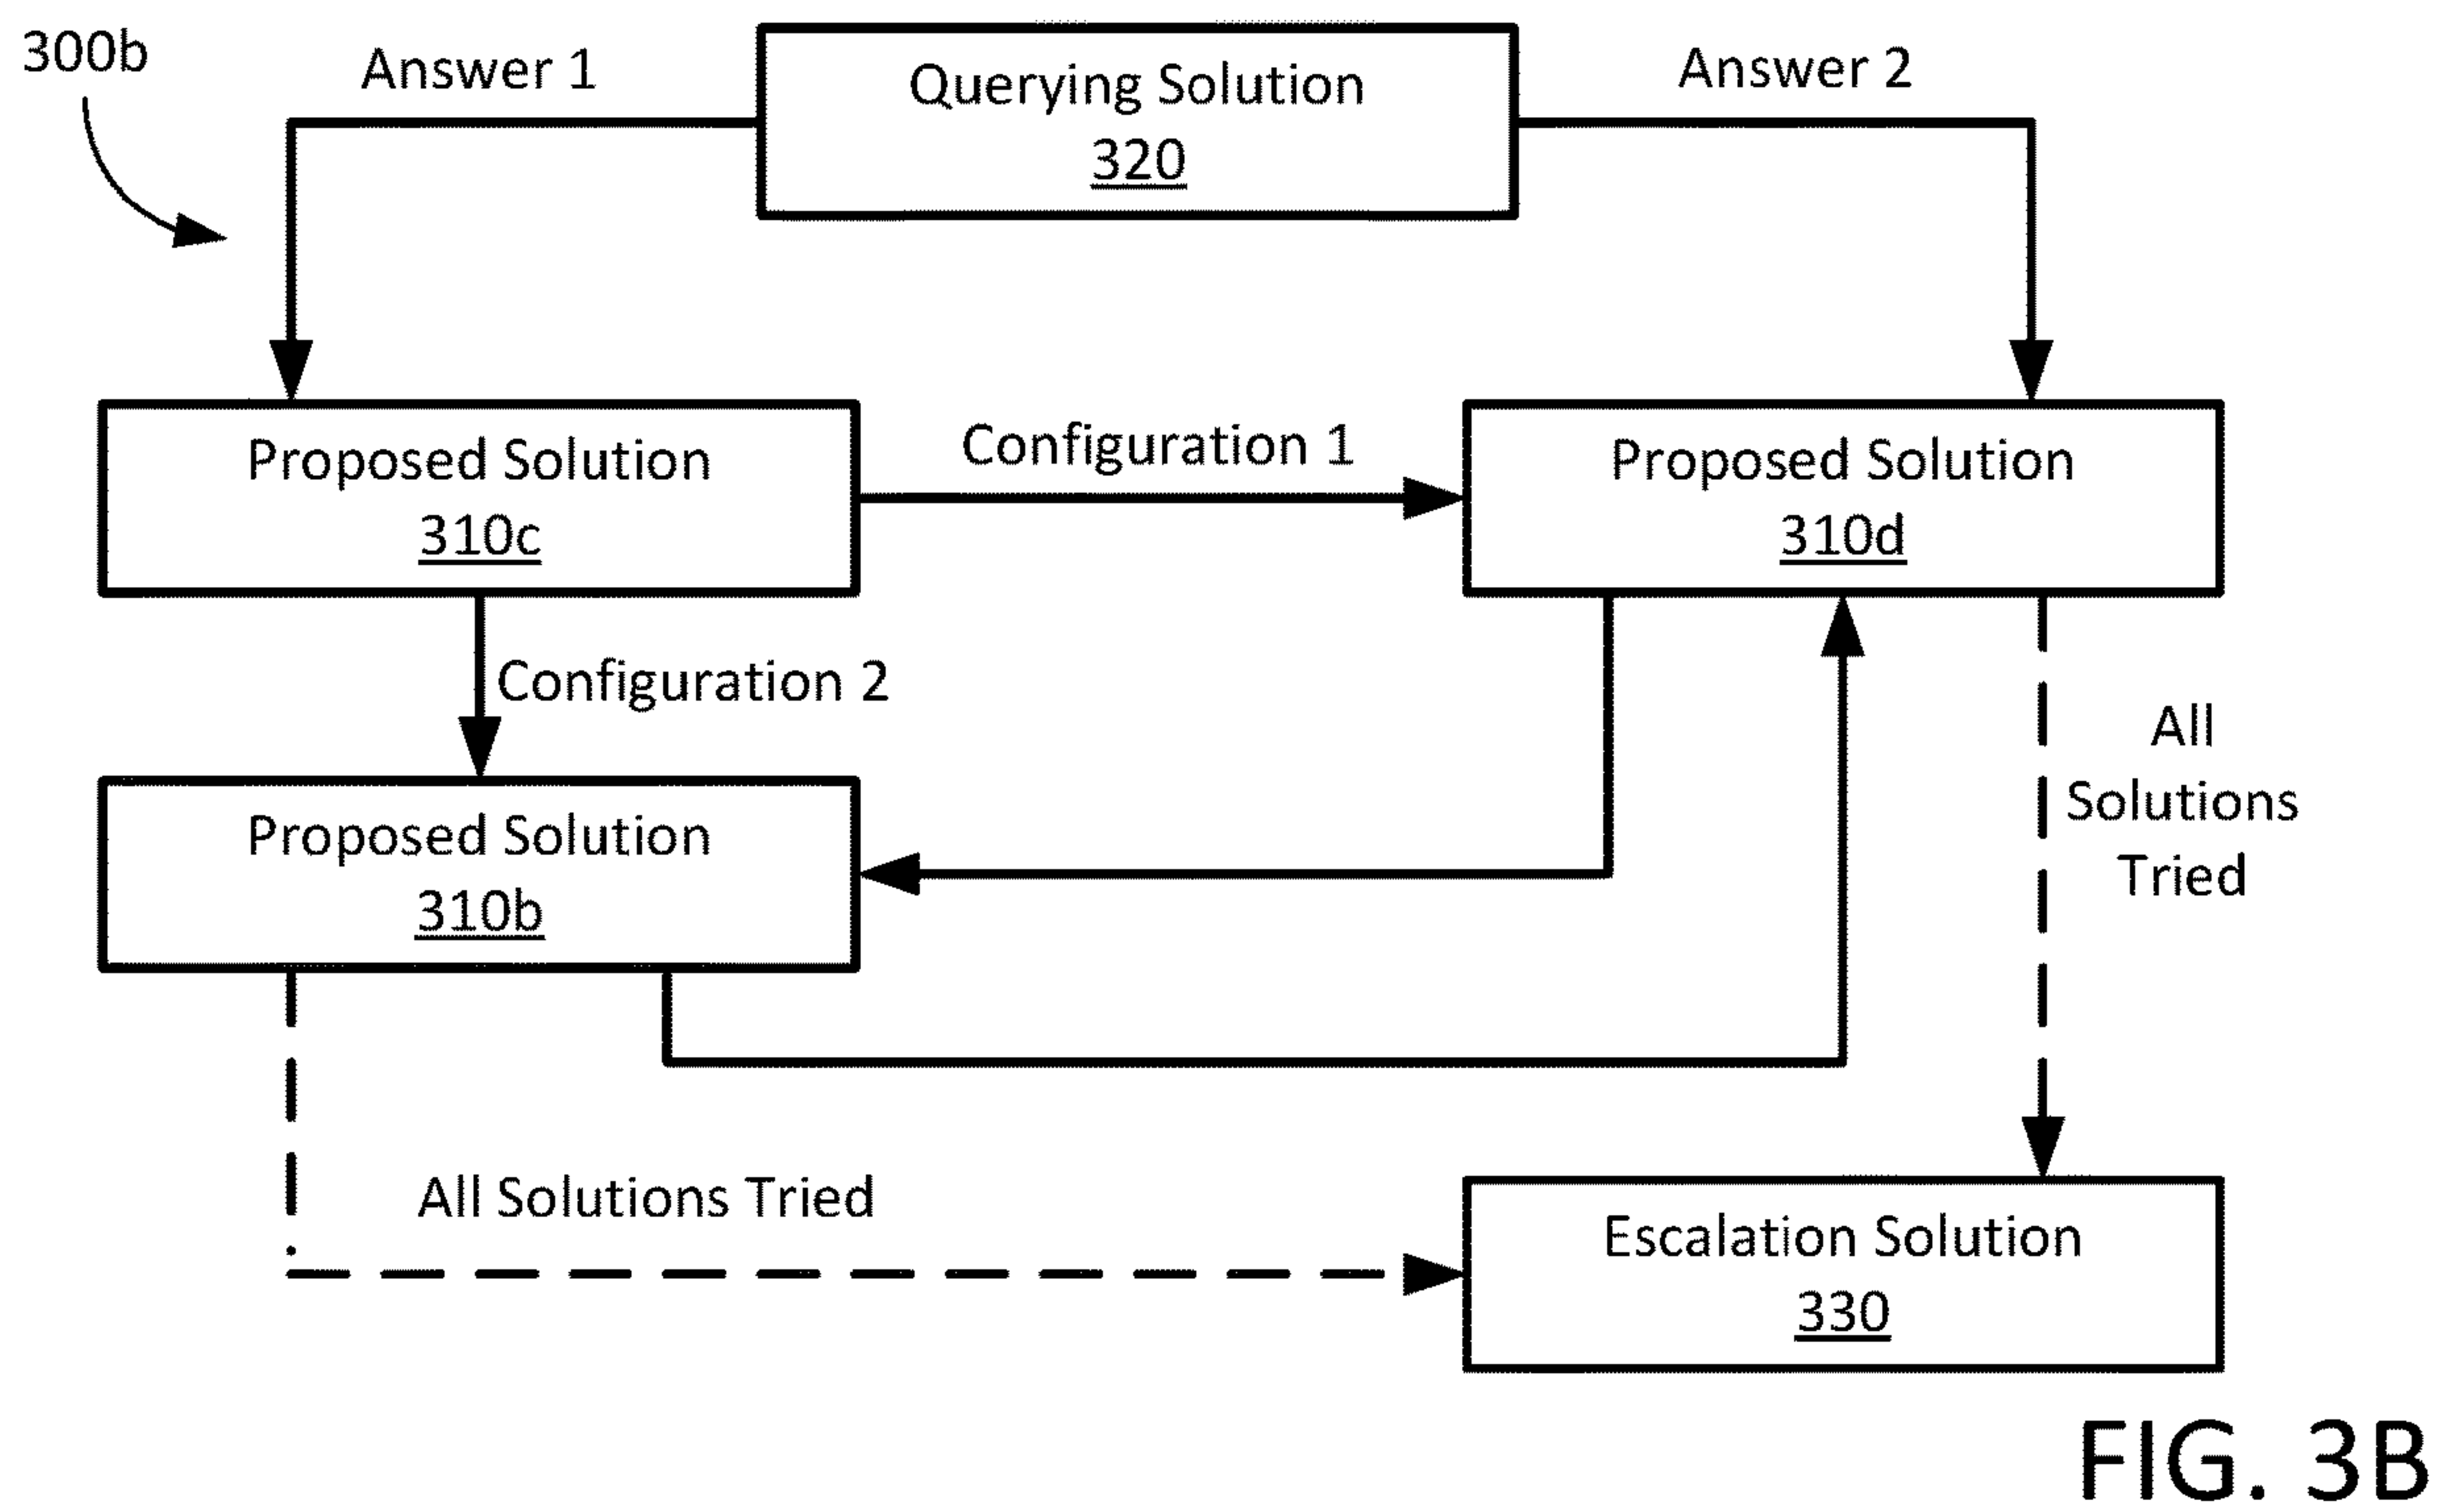 300b
Answer 1
Querying Solution
320
Answer 2
Proposed Solution
310c
Configuration 1
Proposed Solution
310d
Configuration 2
Proposed Solution
310b
All
Solutions
Tried
All Solutions Tried
Escalation Solution
330
FIG. 3B